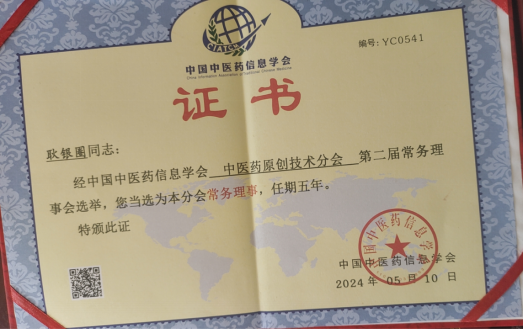 CIATCM
编号: YC0541
中国中医药信息学会
China Information Association of Traditional Chinese Medicine
证书
耿银圈同志：
经中国中医药信息学会 中医药原创技术分会 第二届常务理
事会选举，您当选为本分会常务理事，任期五年。
特颁此证
中国中医药信息学会
中国中医药信息学会
2024 年 05 月 10 日